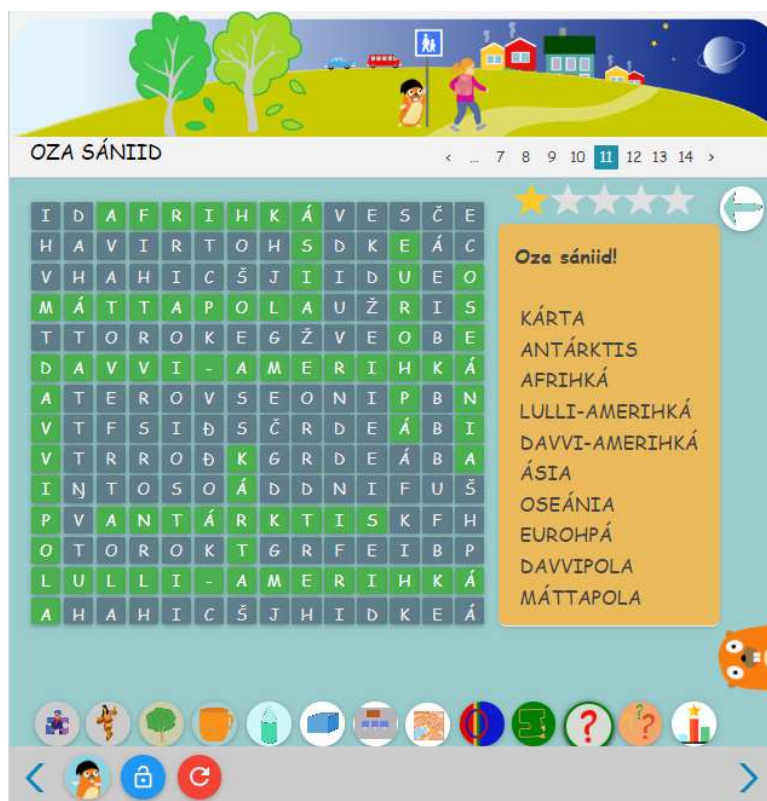 OZA SÁNIID
‹ ... 7 8 9 10 11 12 13 14 ›
I D A F R I H K Á V E S Č E
H A V I R T O H S D K E Á C
V H A H I C Š J I I D U E O
M Á T T A P O L A U Ž R I S
T T O R O K E G Ž V E O B E
D A V V I - A M E R I H K Á
A T E R O V S E O N I P B N
V T F S I Đ S Č R D E Á B I
V T R R O Đ K G R D E Á B A
I Ŋ T O S O Á D D N I F U Š
P V A N T Á R K T I S K F H
O T O R O K T G R F E I B P
L U L L I - A M E R I H K Á
A H A H I C Š J H I D K E Á
Oza sániid!
KÁRTA
ANTÁRKTIS
AFRIHKÁ
LULLI-AMERIHKÁ
DAVVI-AMERIHKÁ
ÁSIA
OSEÁNIA
EUROHPÁ
DAVVIPOLA
MÁTTAPOLA
?
? ?